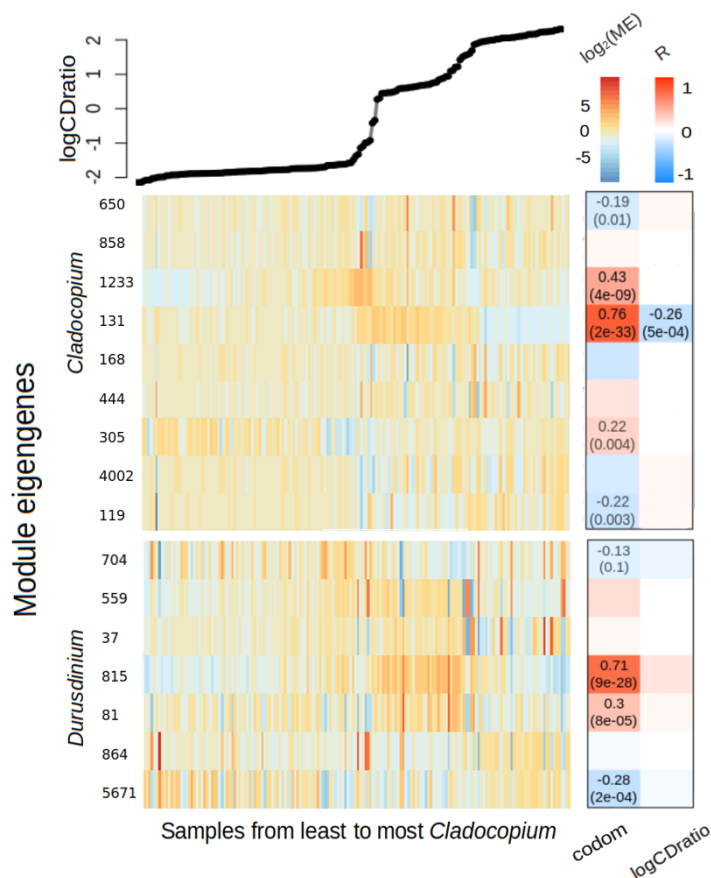 logCDratio
2
1
0
-1
-2
log₂(ME)
5
0
-5
R
1
0
-1
Module eigengenes
Cladocopium
650
858
1233
131
168
444
305
4002
119
-0.19
(0.01)
0.43
(4e-09)
0.76
(2e-33)
-0.26
(5e-04)
0.22
(0.004)
-0.22
(0.003)
Durusdinium
704
559
37
815
81
864
5671
-0.13
(0.1)
0.71
(9e-28)
0.3
(8e-05)
-0.28
(2e-04)
Samples from least to most Cladocopium
codom
logCDratio